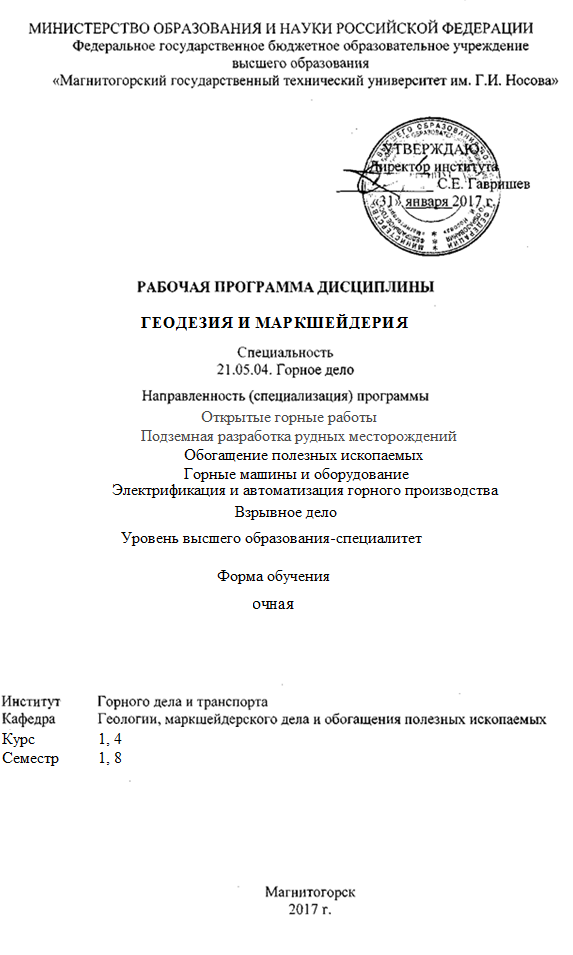 МИНИСТЕРСТВО ОБРАЗОВАНИЯ И НАУКИ РОССИЙСКОЙ ФЕДЕРАЦИИ
Федеральное государственное бюджетное образовательное учреждение
высшего образования
«Магнитогорский государственный технический университет им. Г.И. Носова»
УТВЕРЖДАЮ
Директор института
С.Е. Гавришев
«31» января 2017 г.
РАБОЧАЯ ПРОГРАММА ДИСЦИПЛИНЫ
ГЕОДЕЗИЯ И МАРКШЕЙДЕРИЯ
Специальность
21.05.04. Горное дело
Направленность (специализация) программы
Открытые горные работы
Подземная разработка рудных месторождений
Обогащение полезных ископаемых
Горные машины и оборудование
Электрификация и автоматизация горного производства
Взрывное дело
Уровень высшего образования-специалитет
Форма обучения
очная
Институт Горного дела и транспорта
Кафедра Геологии, маркшейдерского дела и обогащения полезных ископаемых
Курс 1, 4
Семестр 1, 8
Магнитогорск
2017 г.